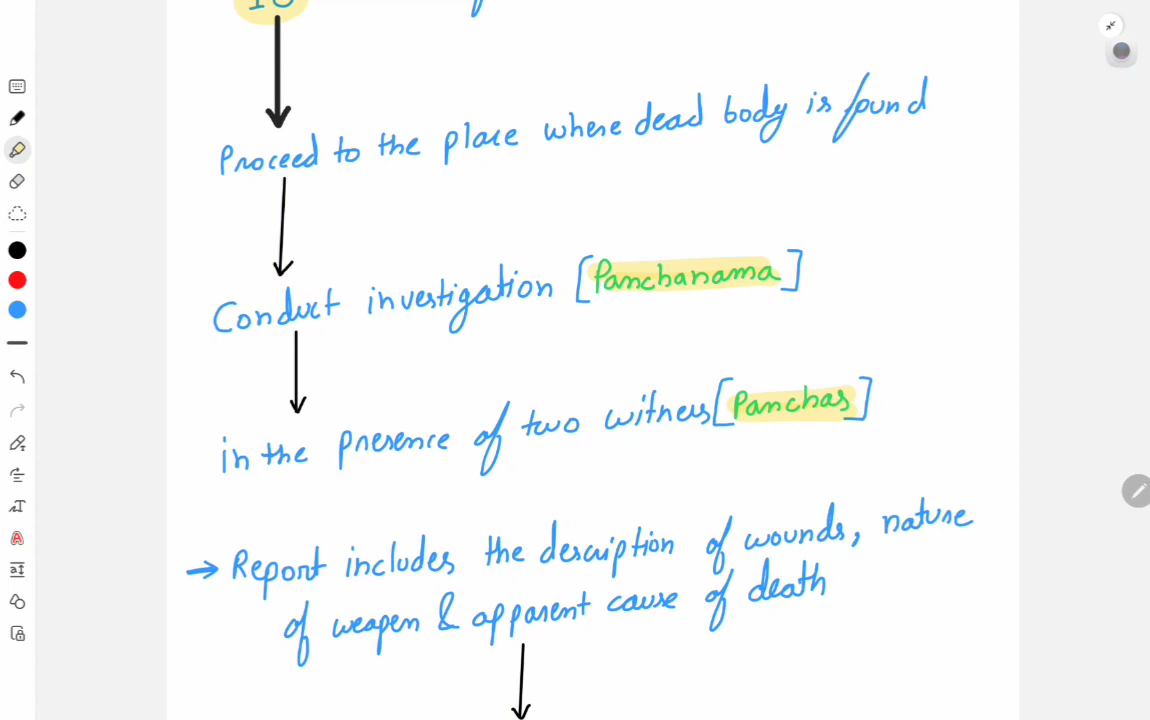 IO
Proceed to the place where dead body is found
Conduct investigation [Panchanama]
in the presence of two witness [Panchas]
→ Report includes the description of wounds, nature
of weapen & apparent cause of death